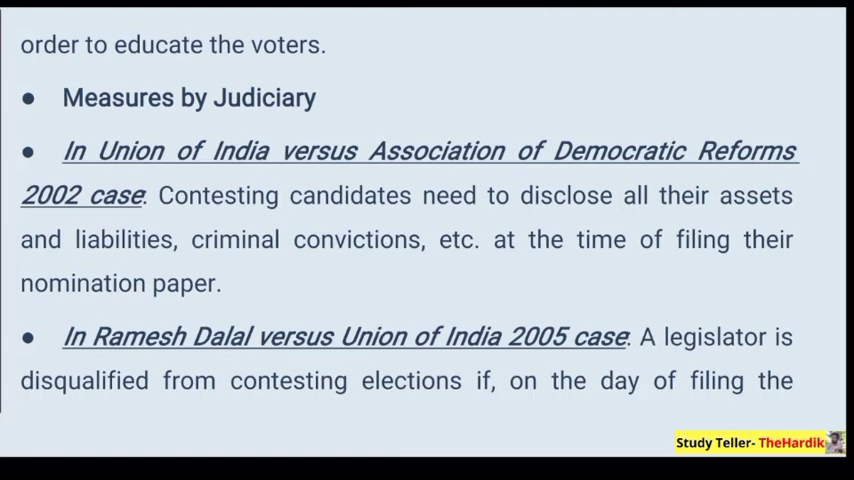 order to educate the voters.
● Measures by Judiciary
● In Union of India versus Association of Democratic Reforms
2002 case: Contesting candidates need to disclose all their assets
and liabilities, criminal convictions, etc. at the time of filing their
nomination paper.
● In Ramesh Dalal versus Union of India 2005 case: A legislator is
disqualified from contesting elections if, on the day of filing the
Study Teller- TheHardik